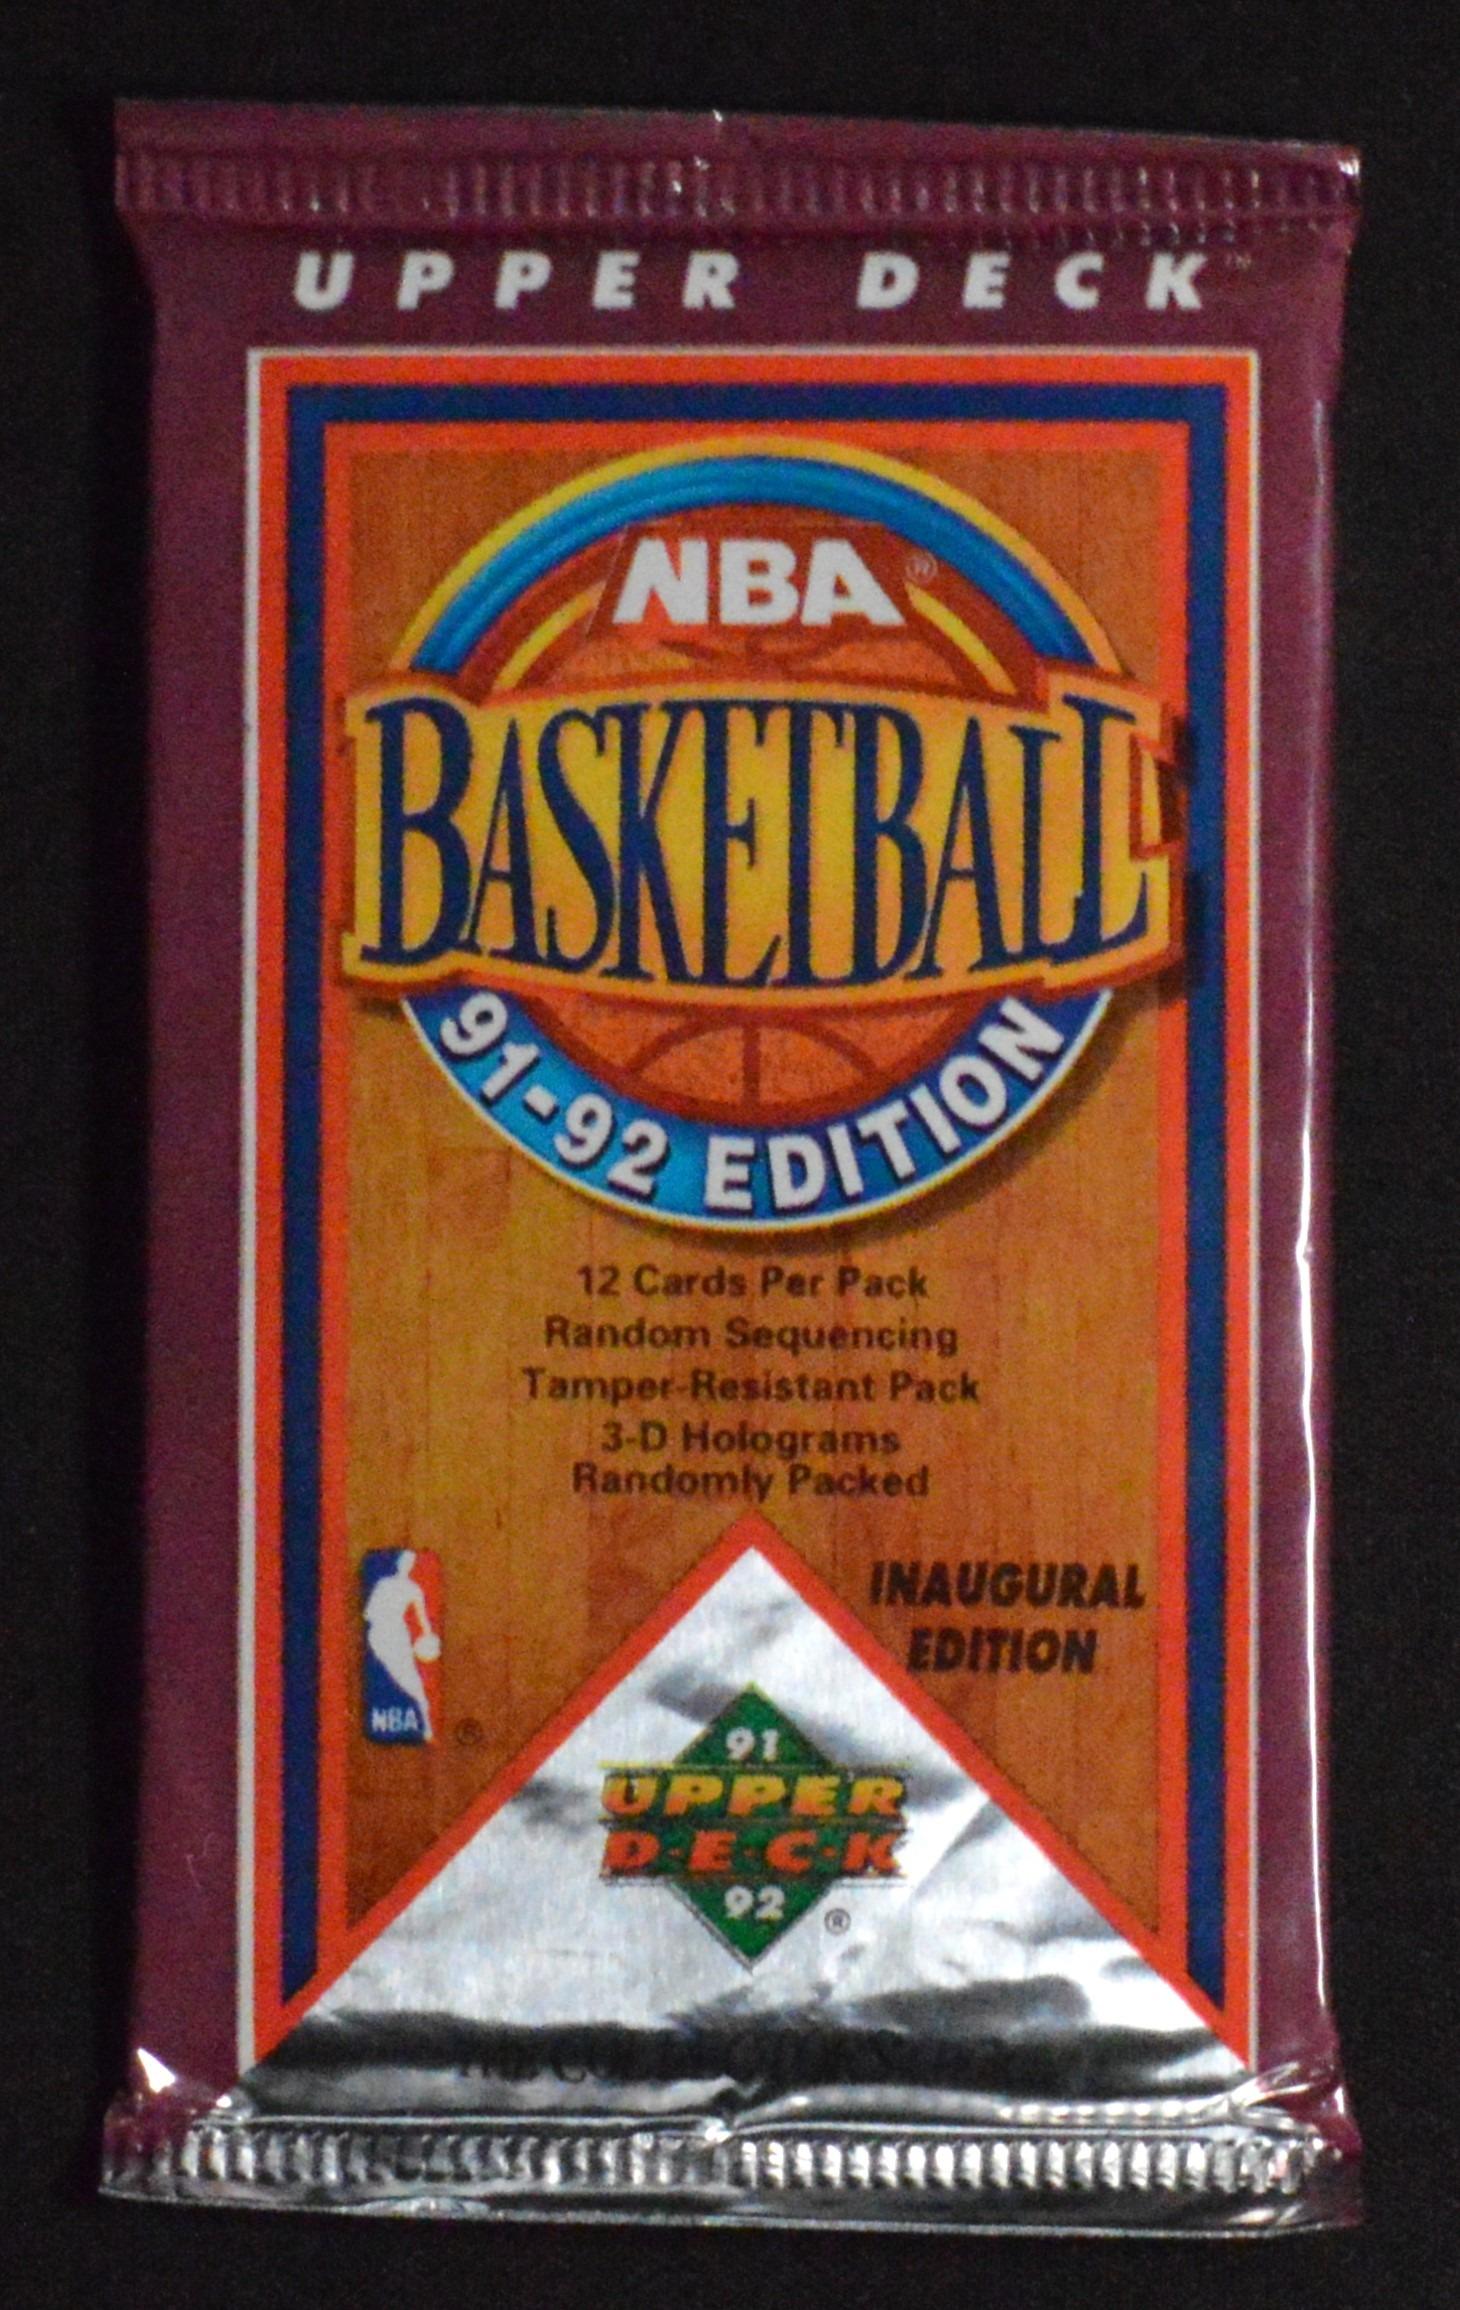 UPPER DECK™
NBA®
BASKETBALL
91-92 EDITION
12 Cards Per Pack
Random Sequencing
Tamper-Resistant Pack
3-D Holograms
Randomly Packed
INAUGURAL
EDITION
NBA ®
91
UPPER
D·E·C·K
92 ®